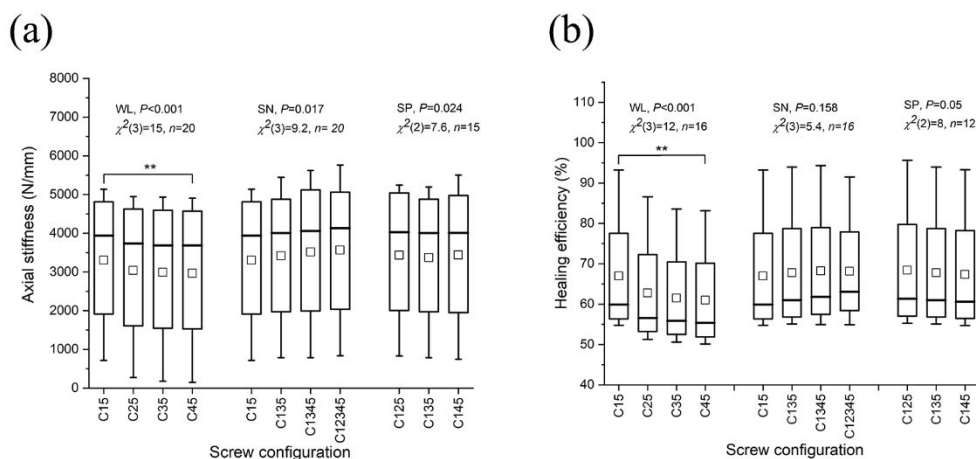 (a)
8000
7000
6000
5000
4000
3000
2000
1000
0
Axial stiffness (N/mm)
WL, P<0.001
χ²(3)=15, n=20
**
SN, P=0.017
χ²(3)=9.2, n= 20
SP, P=0.024
χ²(2)=7.6, n=15
C15
C25
C35
C45
C15
C135
C1345
C12345
C125
C135
C145
Screw configuration
(b)
110
100
90
80
70
60
50
40
Healing efficiency (%)
WL, P<0.001
χ²(3)=12, n=16
**
SN, P=0.158
χ²(3)=5.4, n=16
SP, P=0.05
χ²(2)=8, n=12
C15
C25
C35
C45
C15
C135
C1345
C12345
C125
C135
C145
Screw configuration